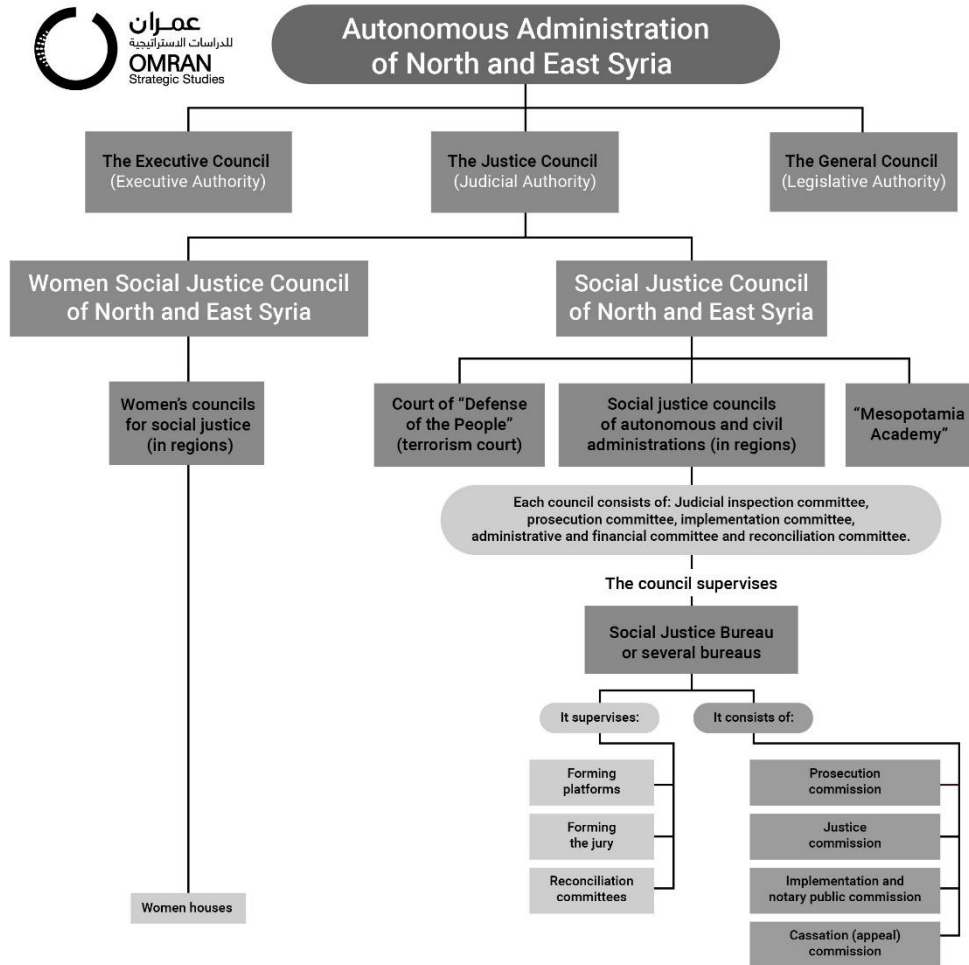 عمران
للدراسات الاستراتيجية
OMRAN
Strategic Studies
Autonomous Administration
of North and East Syria
The Executive Council
(Executive Authority)
The Justice Council
(Judicial Authority)
The General Council
(Legislative Authority)
Women Social Justice Council
of North and East Syria
Social Justice Council
of North and East Syria
Women's councils
for social justice
(in regions)
Court of “Defense
of the People”
(terrorism court)
Social justice councils
of autonomous and civil
administrations (in regions)
“Mesopotamia
Academy”
Each council consists of: Judicial inspection committee,
prosecution committee, implementation committee,
administrative and financial committee and reconciliation committee.
The council supervises
Social Justice Bureau
or several bureaus
It supervises:
It consists of:
Forming
platforms
Forming
the jury
Reconciliation
committees
Prosecution
commission
Justice
commission
Implementation and
notary public commission
Cassation (appeal)
commission
Women houses